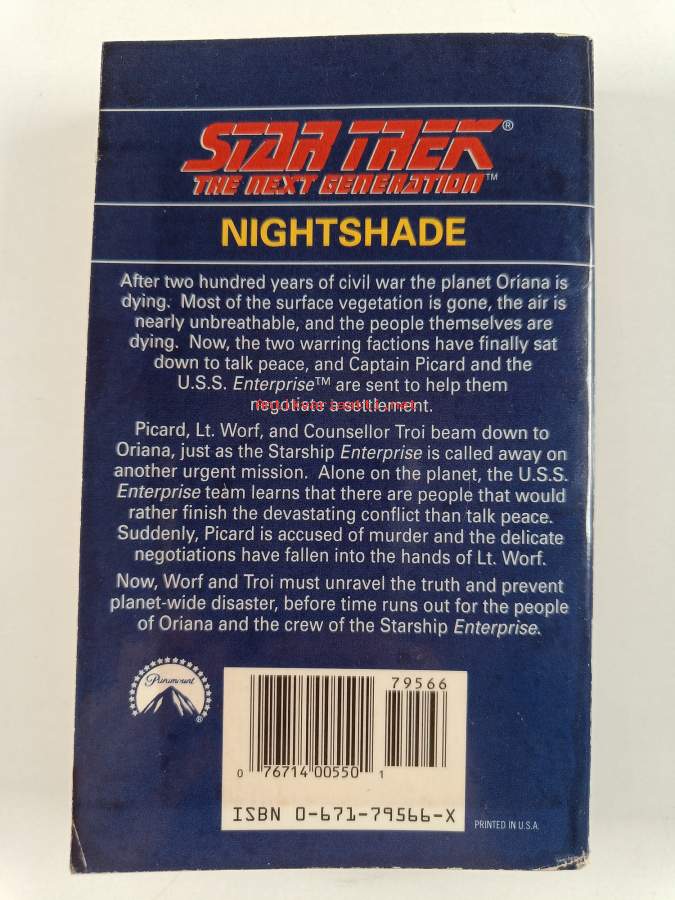 STAR TREK®
THE NEXT GENERATION™
NIGHTSHADE
After two hundred years of civil war the planet Oriana is
dying. Most of the surface vegetation is gone, the air is
nearly unbreathable, and the people themselves are
dying. Now, the two warring factions have finally sat
down to talk peace, and Captain Picard and the
U.S.S. Enterprise™ are sent to help them
negotiate a settlement.
Picard, Lt. Worf, and Counsellor Troi beam down to
Oriana, just as the Starship Enterprise is called away on
another urgent mission. Alone on the planet, the U.S.S.
Enterprise team learns that there are people that would
rather finish the devastating conflict than talk peace.
Suddenly, Picard is accused of murder and the delicate
negotiations have fallen into the hands of Lt. Worf.
Now, Worf and Troi must unravel the truth and prevent
planet-wide disaster, before time runs out for the people
of Oriana and the crew of the Starship Enterprise.
Paramount
®
79566
0 76714 00550 1
ISBN 0-671-79566-X
PRINTED IN U.S.A.